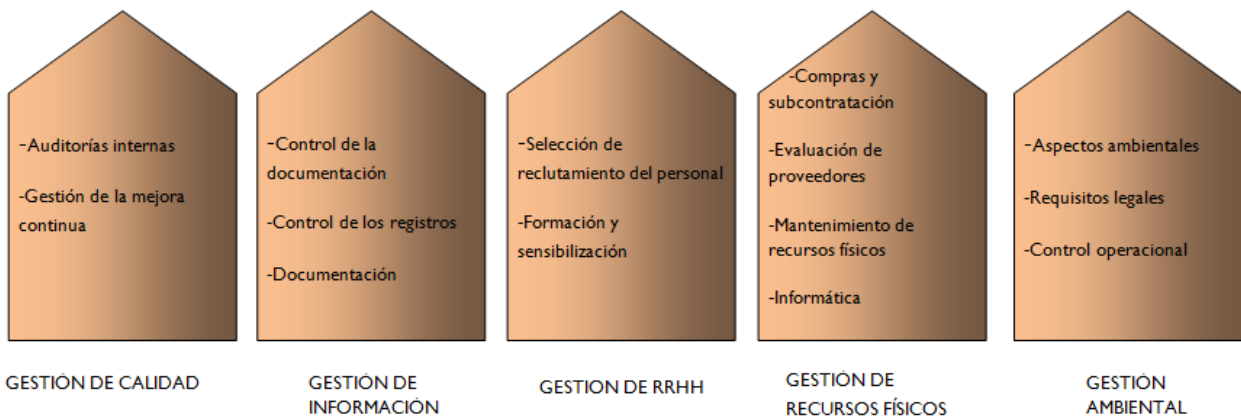 -Auditorías internas
-Gestión de la mejora
continua
-Control de la
documentación
-Control de los registros
-Documentación
-Selección de
reclutamiento del personal
-Formación y
sensibilización
-Compras y
subcontratación
-Evaluación de
proveedores
-Mantenimiento de
recursos físicos
-Informática
-Aspectos ambientales
-Requisitos legales
-Control operacional
GESTIÓN DE CALIDAD
GESTIÓN DE
INFORMACIÓN
GESTION DE RRHH
GESTIÓN DE
RECURSOS FÍSICOS
GESTIÓN
AMBIENTAL